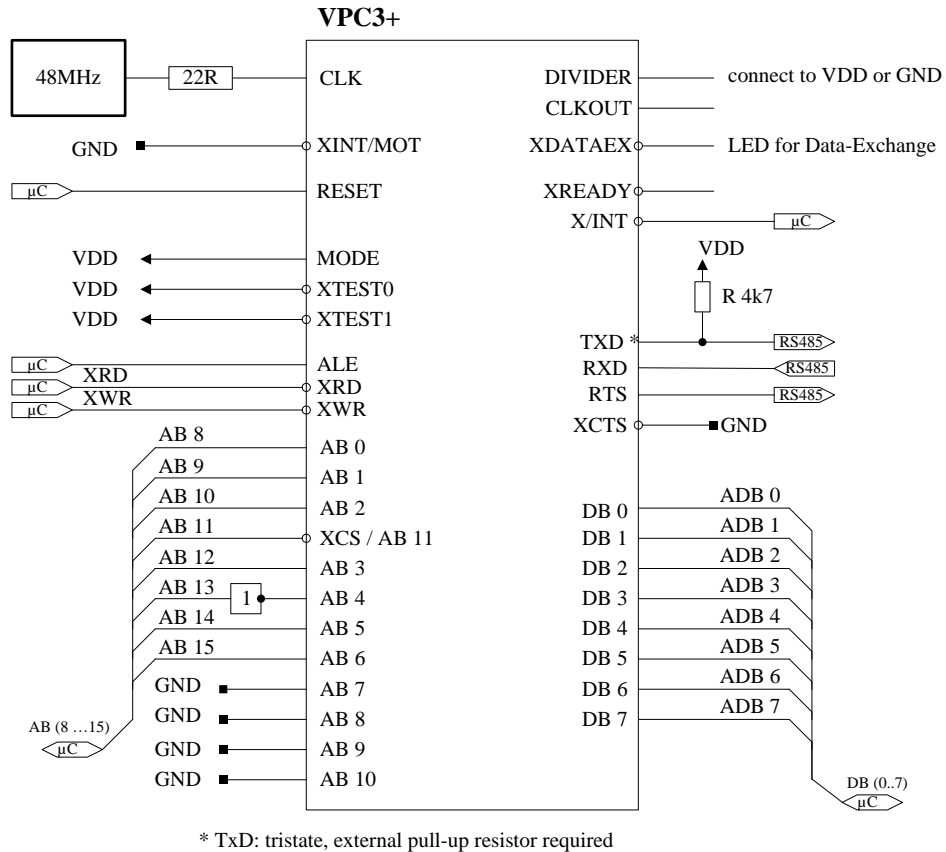 VPC3+
48MHz 22R CLK DIVIDER connect to VDD or GND
CLKOUT
GND XINT/MOT XDATAEX LED for Data-Exchange
µC RESET XREADY
X/INT µC
VDD
VDD MODE
VDD XTEST0 R 4k7
VDD XTEST1
TXD * RS485
µC ALE RXD RS485
µC XRD XRD RTS RS485
µC XWR XWR
XCTS GND
AB 8 AB 0
AB 9 AB 1
AB 10 AB 2 DB 0 ADB 0
AB 11 XCS / AB 11 DB 1 ADB 1
AB 12 AB 3 DB 2 ADB 2
AB 13 1 AB 4 DB 3 ADB 3
AB 14 AB 5 DB 4 ADB 4
AB 15 AB 6 DB 5 ADB 5
GND AB 7 DB 6 ADB 6
GND AB 8 DB 7 ADB 7
AB (8 ...15)
µC GND AB 9
GND AB 10
DB (0..7)
µC
* TxD: tristate, external pull-up resistor required